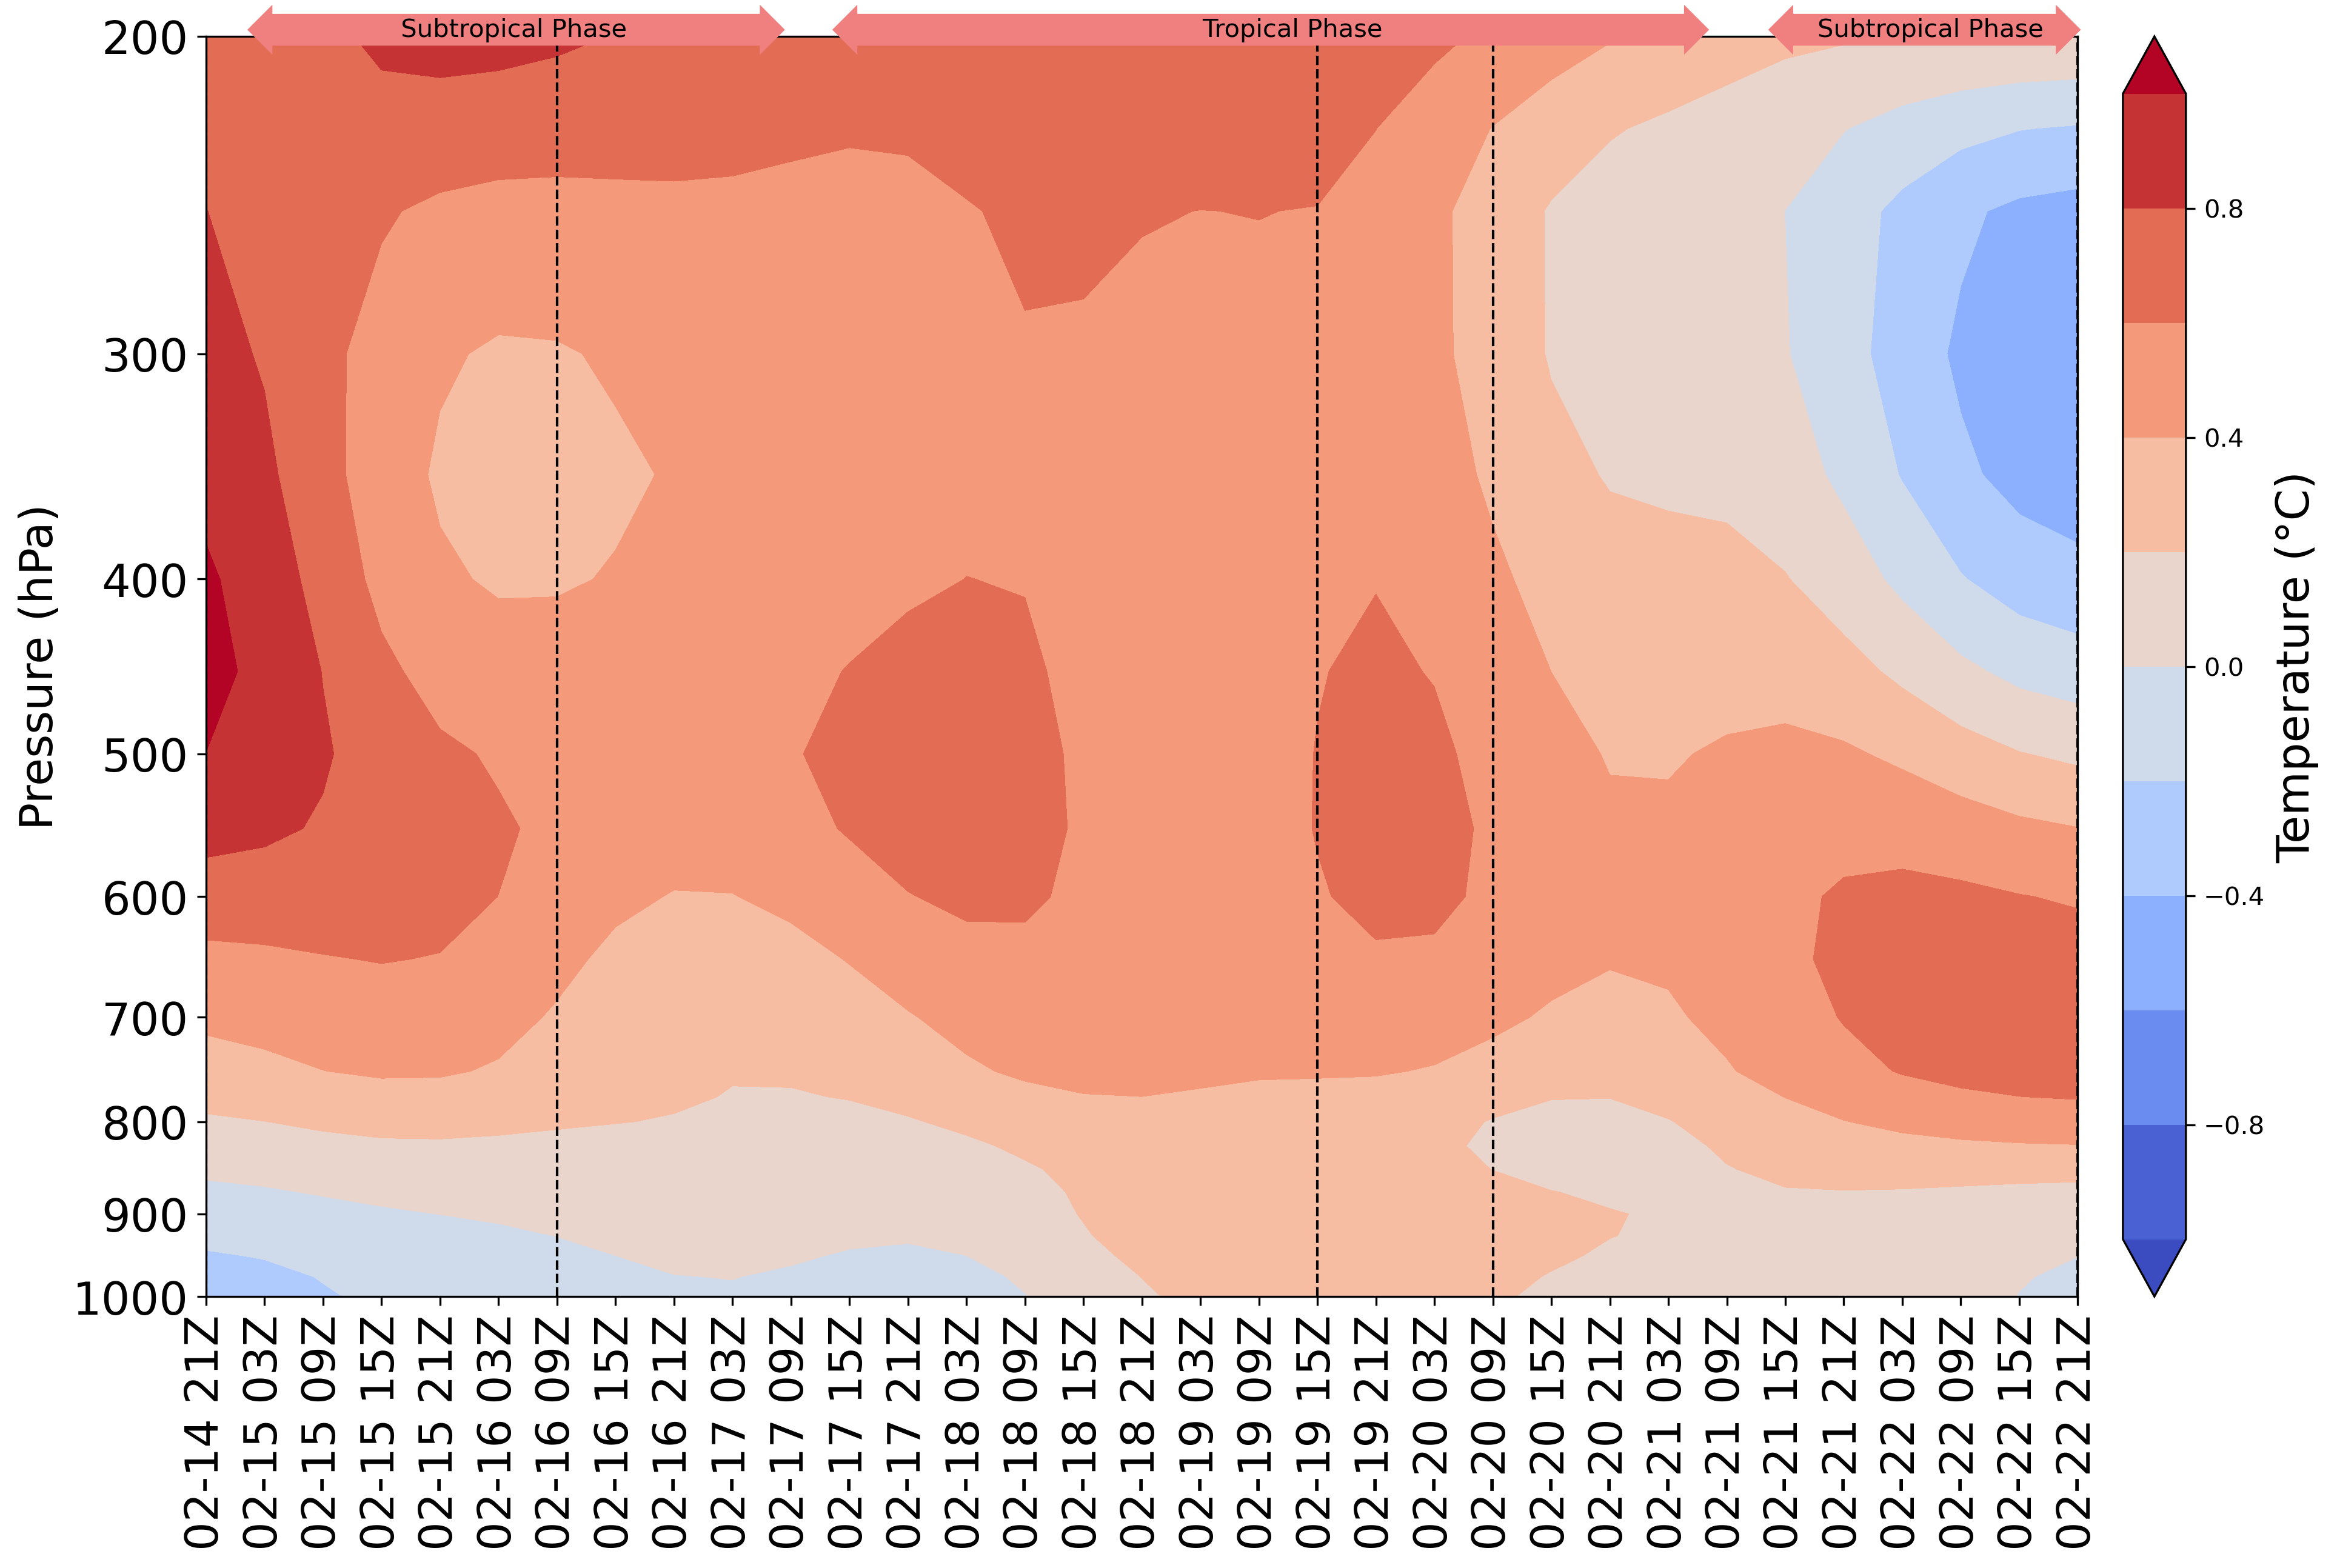 Subtropical Phase
Tropical Phase
Subtropical Phase
Pressure (hPa)
200
300
400
500
600
700
800
900
1000
02-14 21Z
02-15 03Z
02-15 09Z
02-15 15Z
02-15 21Z
02-16 03Z
02-16 09Z
02-16 15Z
02-16 21Z
02-17 03Z
02-17 09Z
02-17 15Z
02-17 21Z
02-18 03Z
02-18 09Z
02-18 15Z
02-18 21Z
02-19 03Z
02-19 09Z
02-19 15Z
02-19 21Z
02-20 03Z
02-20 09Z
02-20 15Z
02-20 21Z
02-21 03Z
02-21 09Z
02-21 15Z
02-21 21Z
02-22 03Z
02-22 09Z
02-22 15Z
02-22 21Z
0.8
0.4
0.0
−0.4
−0.8
Temperature (°C)